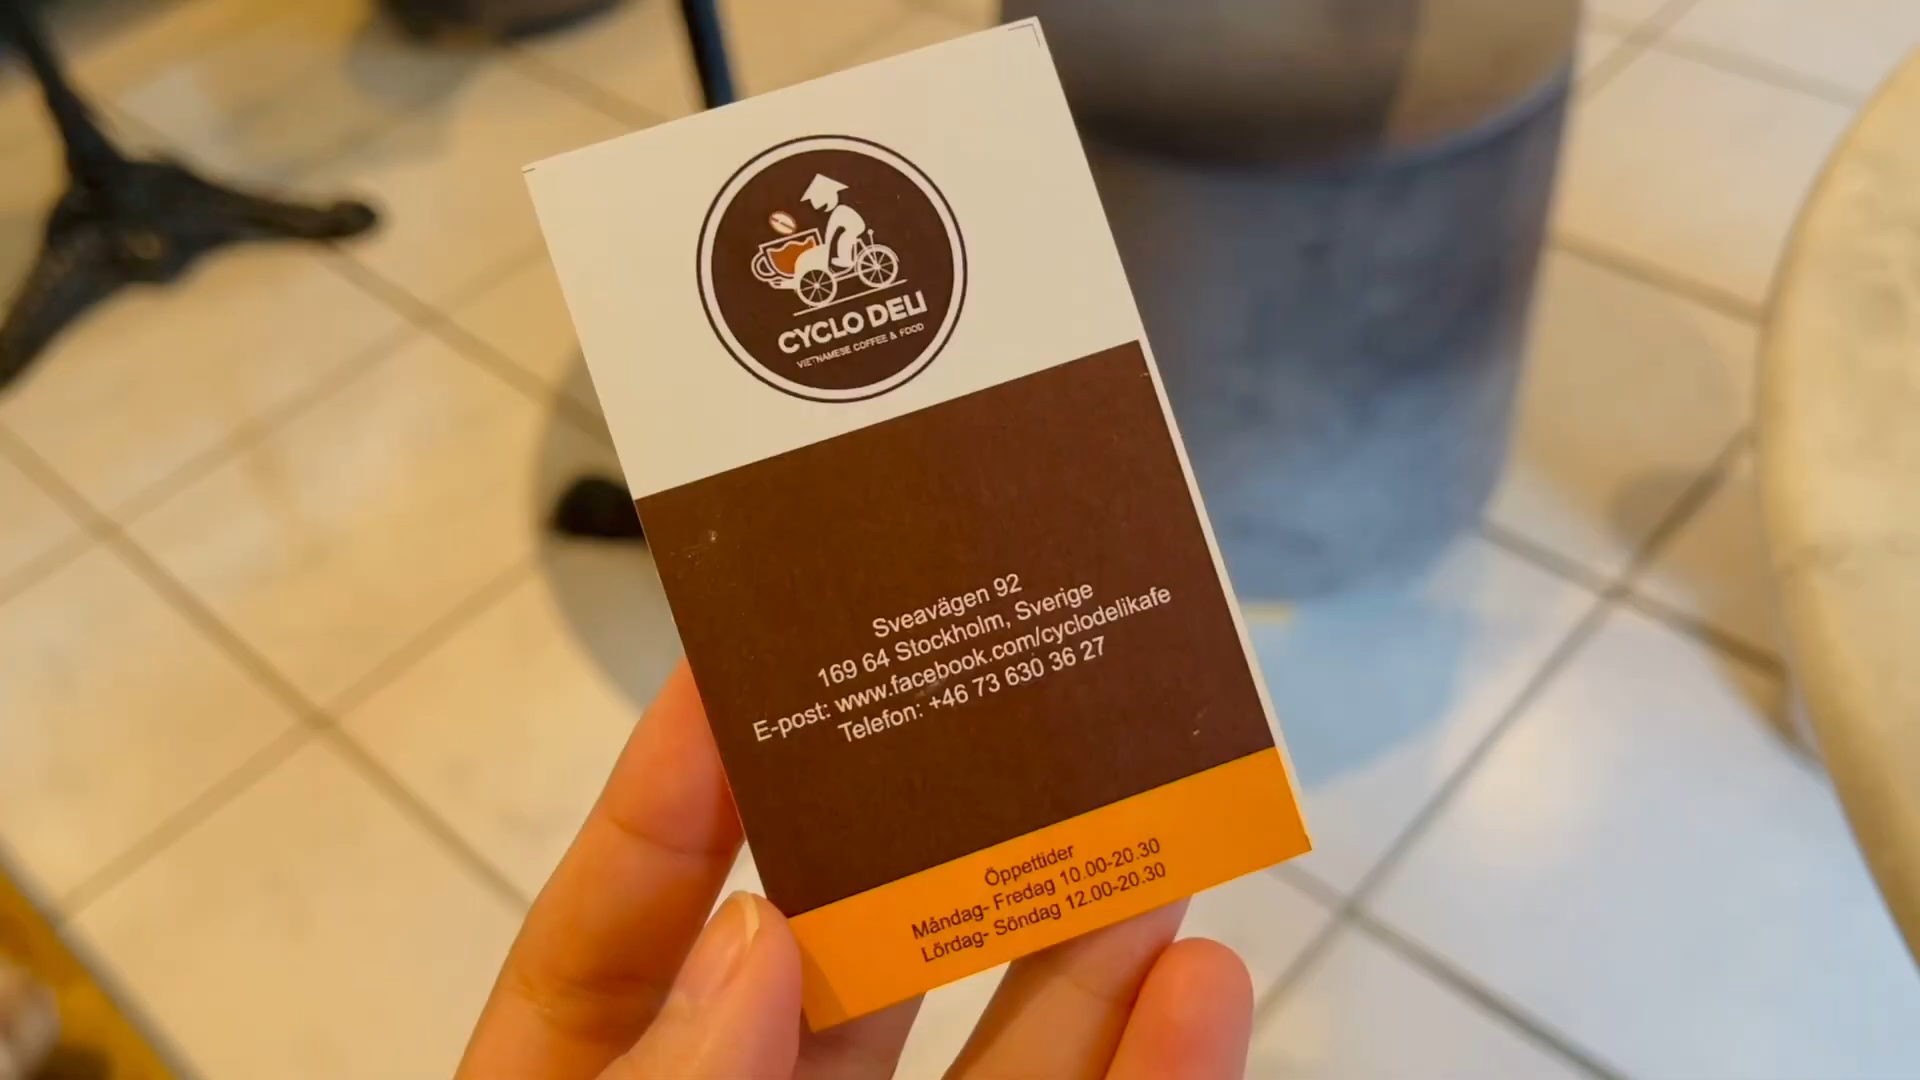 CYCLO DELI
VIETNAMESE COFFEE & FOOD
Sveavägen 92
169 64 Stockholm, Sverige
E-post: www.facebook.com/cyclodelikafe
Telefon: +46 73 630 36 27
Öppettider
Måndag- Fredag 10.00-20.30
Lördag- Söndag 12.00-20.30